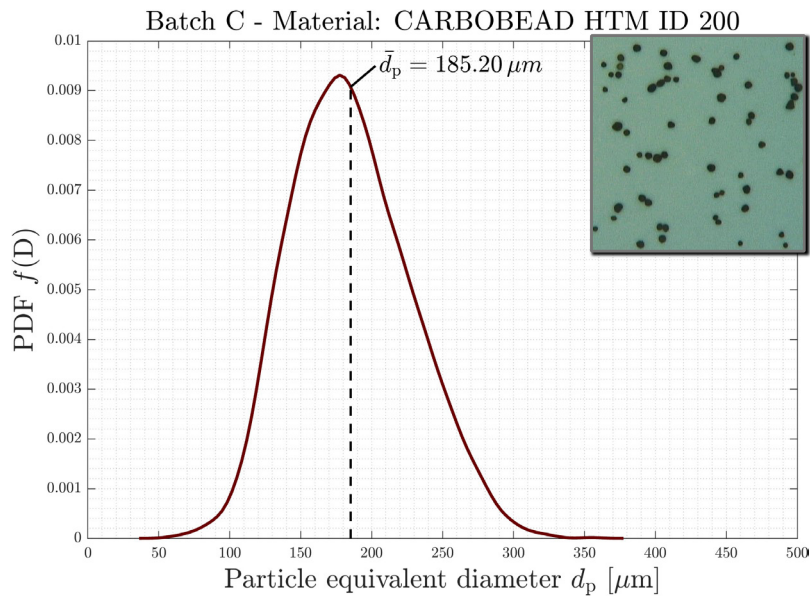 Batch C - Material: CARBOBEAD HTM ID 200
d̄p = 185.20 μm
0.01
0.009
0.008
0.007
0.006
0.005
0.004
0.003
0.002
0.001
0
PDF f(D)
0 50 100 150 200 250 300 350 400 450 500
Particle equivalent diameter dp [μm]